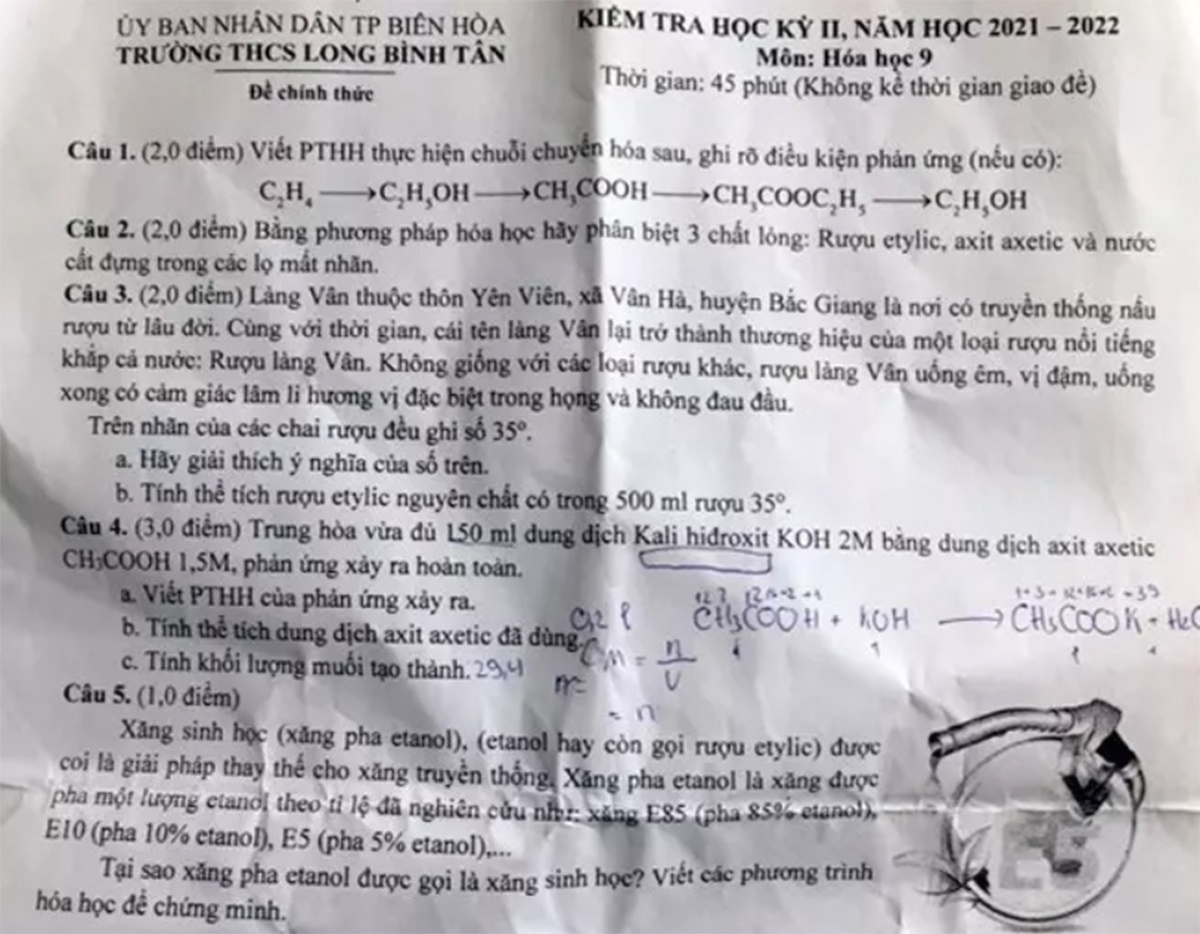 ỦY BAN NHÂN DÂN TP BIÊN HÒA
TRƯỜNG THCS LONG BÌNH TÂN
Đề chính thức
KIỂM TRA HỌC KỲ II, NĂM HỌC 2021 – 2022
Môn: Hóa học 9
Thời gian: 45 phút (Không kể thời gian giao đề)
Câu 1. (2,0 điểm) Viết PTHH thực hiện chuỗi chuyển hóa sau, ghi rõ điều kiện phản ứng (nếu có):
C₂H₄ ⟶ C₂H₅OH ⟶ CH₃COOH ⟶ CH₃COOC₂H₅ ⟶ C₂H₅OH
Câu 2. (2,0 điểm) Bằng phương pháp hóa học hãy phân biệt 3 chất lỏng: Rượu etylic, axit axetic và nước
cất đựng trong các lọ mất nhãn.
Câu 3. (2,0 điểm) Làng Vân thuộc thôn Yên Viên, xã Vân Hà, huyện Bắc Giang là nơi có truyền thống nấu
rượu từ lâu đời. Cùng với thời gian, cái tên làng Vân lại trở thành thương hiệu của một loại rượu nổi tiếng
khắp cả nước: Rượu làng Vân. Không giống với các loại rượu khác, rượu làng Vân uống êm, vị đậm, uống
xong có cảm giác lâm li hương vị đặc biệt trong họng và không đau đầu.
Trên nhãn của các chai rượu đều ghi số 35º.
a. Hãy giải thích ý nghĩa của số trên.
b. Tính thể tích rượu etylic nguyên chất có trong 500 ml rượu 35º.
Câu 4. (3,0 điểm) Trung hòa vừa đủ 150 ml dung dịch Kali hiđroxit KOH 2M bằng dung dịch axit axetic
CH₃COOH 1,5M, phản ứng xảy ra hoàn toàn.
a. Viết PTHH của phản ứng xảy ra.
CH₃COOH + KOH ⟶ CH₃COOK + H₂O
1 1 1 1
b. Tính thể tích dung dịch axit axetic đã dùng. 0,2 l
CM = n/V
c. Tính khối lượng muối tạo thành. 29,4
m=
= n
Câu 5. (1,0 điểm)
Xăng sinh học (xăng pha etanol), (etanol hay còn gọi rượu etylic) được
coi là giải pháp thay thế cho xăng truyền thống. Xăng pha etanol là xăng được
pha một lượng etanol theo tỉ lệ đã nghiên cứu như: xăng E85 (pha 85% etanol),
E10 (pha 10% etanol), E5 (pha 5% etanol),...
Tại sao xăng pha etanol được gọi là xăng sinh học? Viết các phương trình
hóa học để chứng minh.
E5